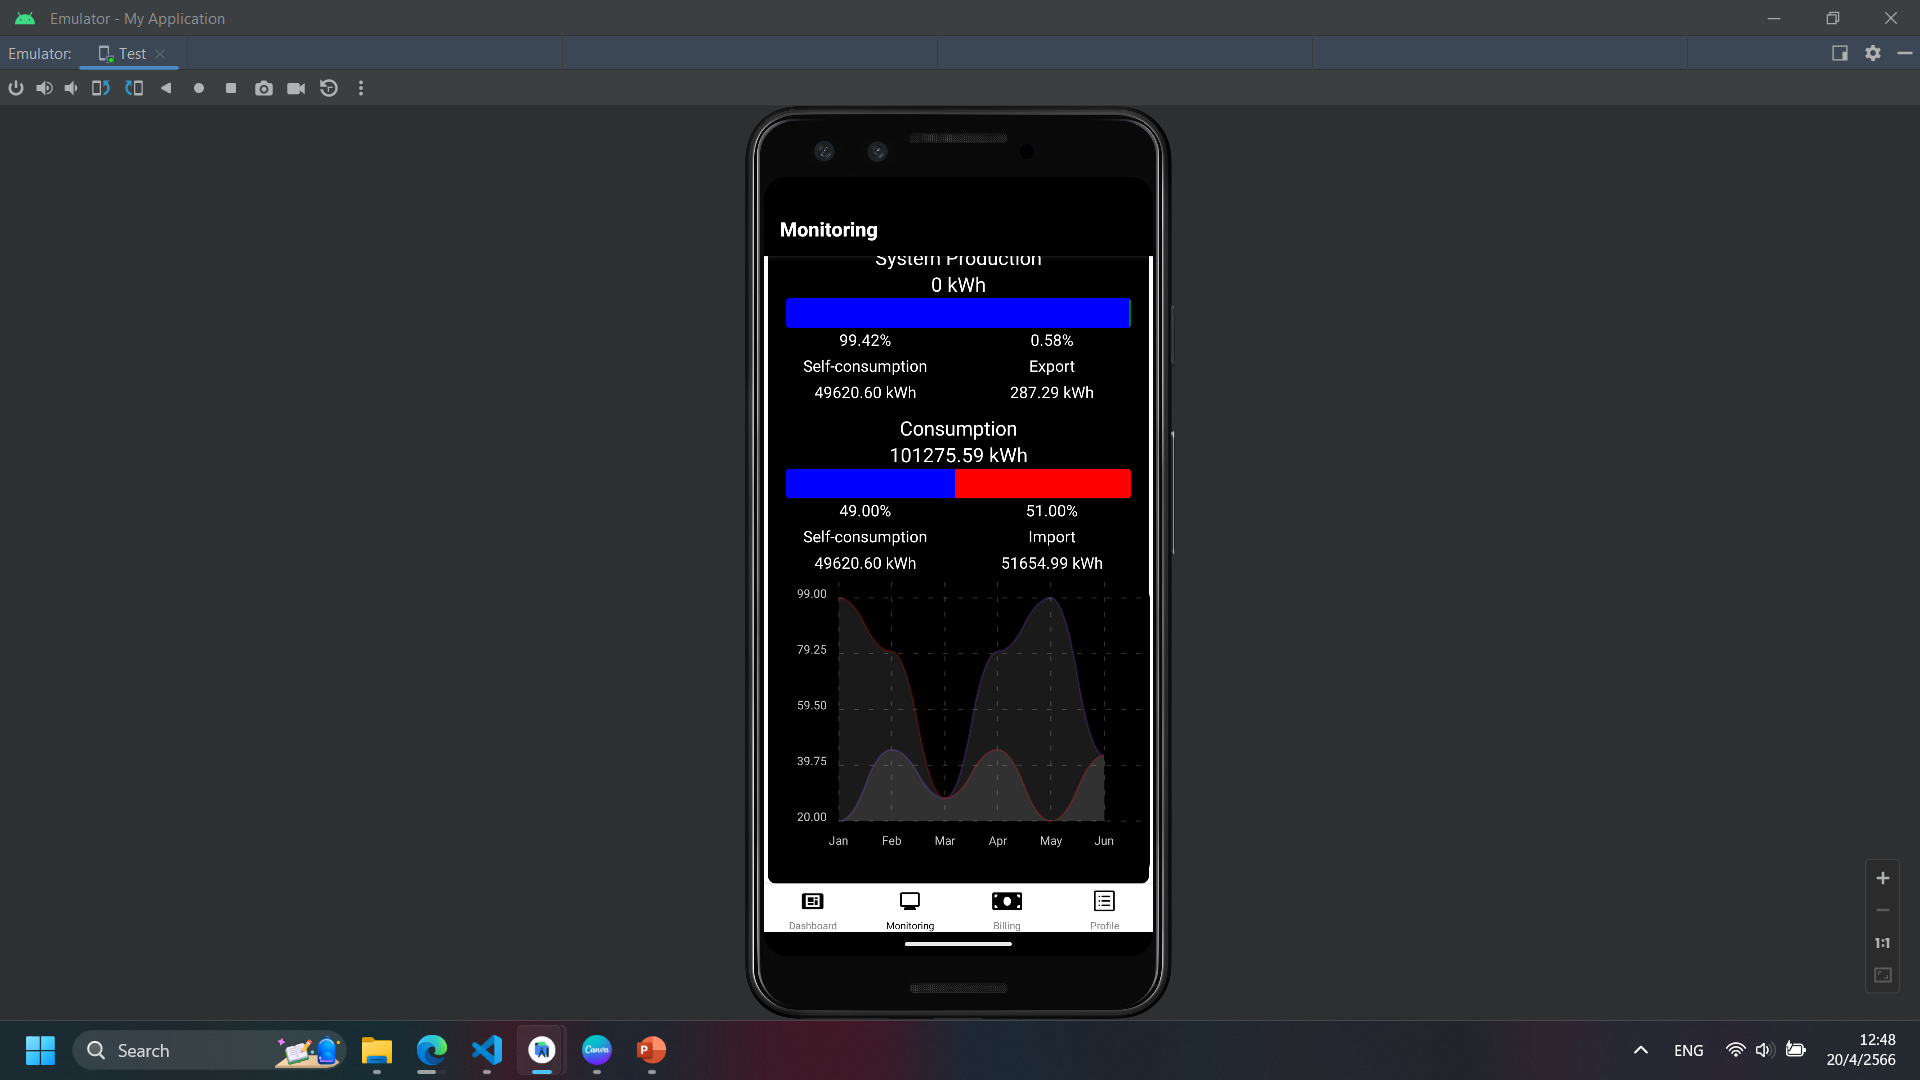 Emulator - My Application
Emulator: Test
Monitoring
System Production
0 kWh
99.42% 0.58%
Self-consumption Export
49620.60 kWh 287.29 kWh
Consumption
101275.59 kWh
49.00% 51.00%
Self-consumption Import
49620.60 kWh 51654.99 kWh
99.00
79.25
59.50
39.75
20.00
Jan Feb Mar Apr May Jun
Dashboard Monitoring Billing Profile
1:1
Search
Canva
P
ENG
12:48
20/4/2566